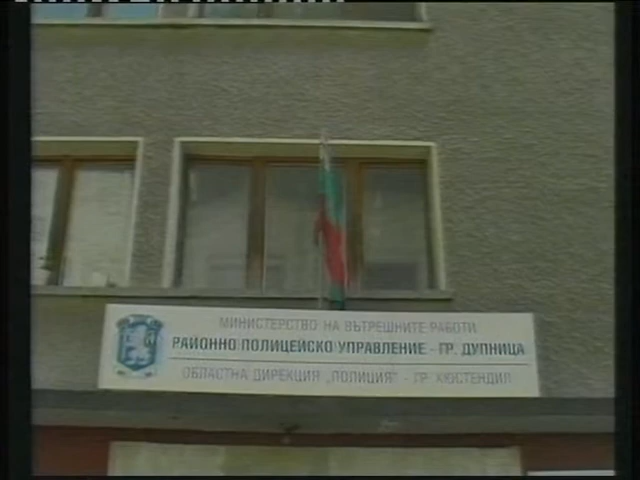 МИНИСТЕРСТВО НА ВЪТРЕШНИТЕ РАБОТИ
РАЙОННО ПОЛИЦЕЙСКО УПРАВЛЕНИЕ - ГР. ДУПНИЦА
ОБЛАСТНА ДИРЕКЦИЯ „ПОЛИЦИЯ" - ГР. КЮСТЕНДИЛ